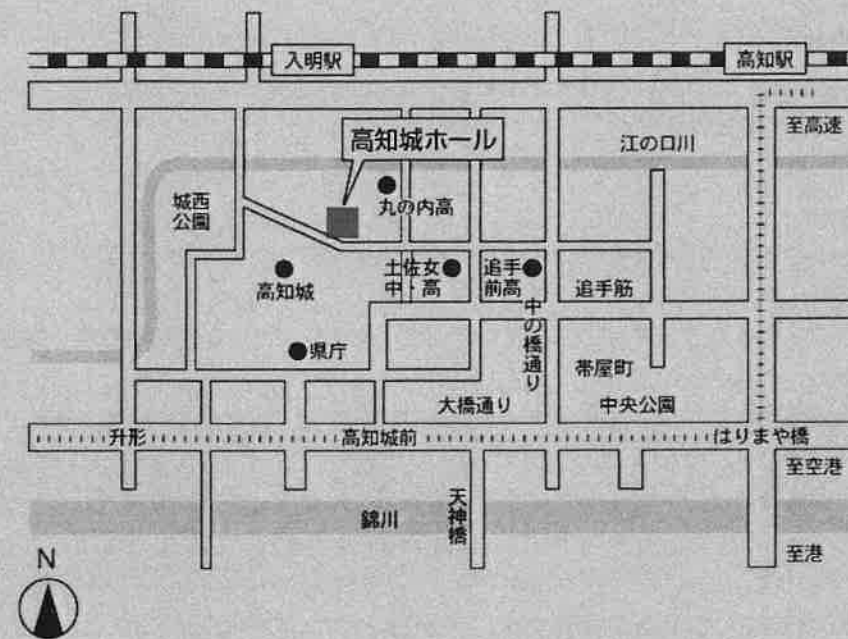 入明駅
高知駅
至高速
高知城ホール
江の口川
城西
公園
丸の内高
高知城
土佐女
中・高
追手
前高
追手筋
中の橋通り
県庁
帯屋町
大橋通り
中央公園
升形
高知城前
はりまや橋
至空港
錦川
天神橋
至港
N